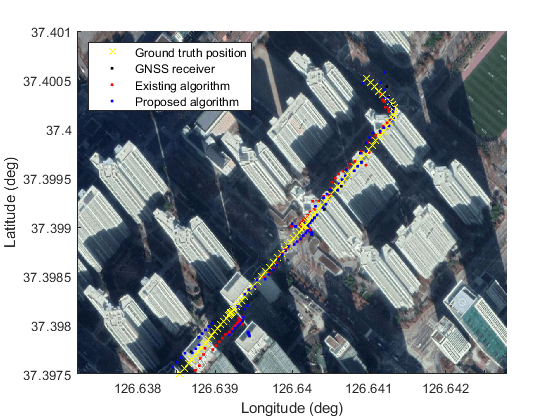 37.401
37.4005
37.4
37.3995
37.399
37.3985
37.398
37.3975
Latitude (deg)
Ground truth position
GNSS receiver
Existing algorithm
Proposed algorithm
126.638
126.639
126.64
126.641
126.642
Longitude (deg)